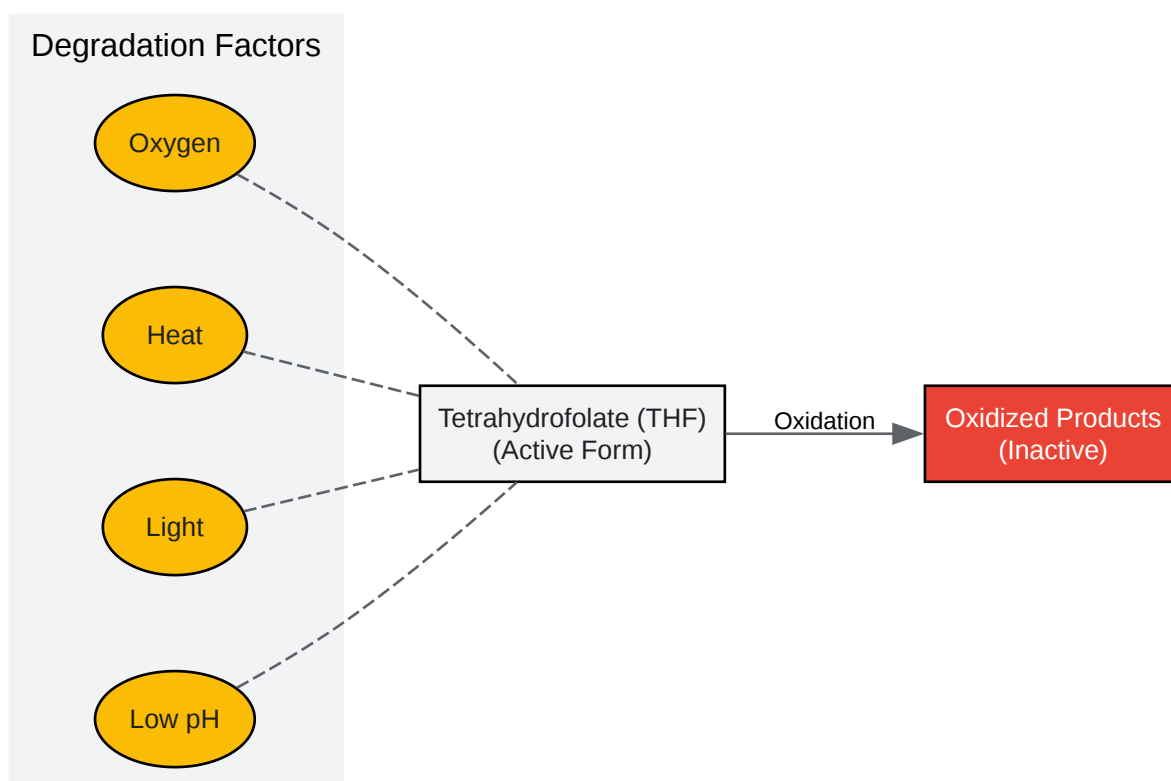 Degradation Factors
Oxygen
Heat
Light
Low pH
Tetrahydrofolate (THF)
(Active Form)
Oxidation
Oxidized Products
(Inactive)